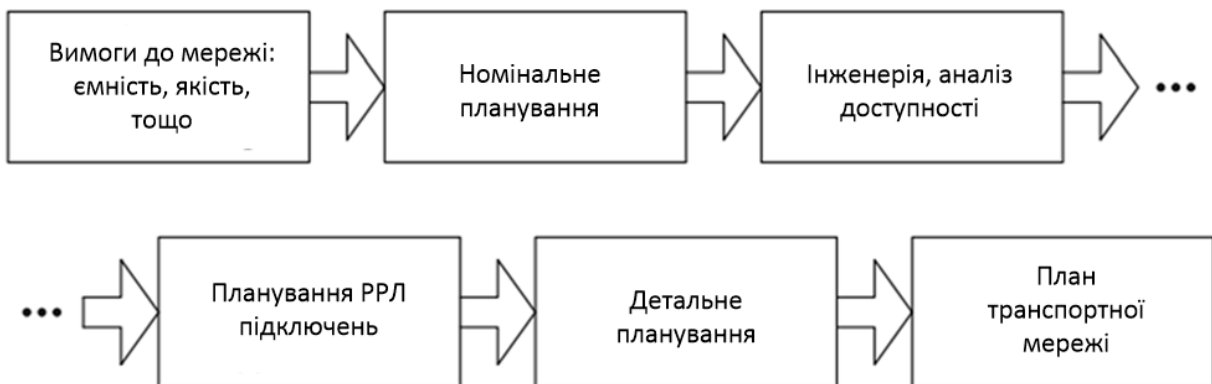 Вимоги до мережі:
ємність, якість,
тощо
Номінальне
планування
Інженерія, аналіз
доступності
•••
•••
Планування РРЛ
підключень
Детальне
планування
План
транспортної
мережі